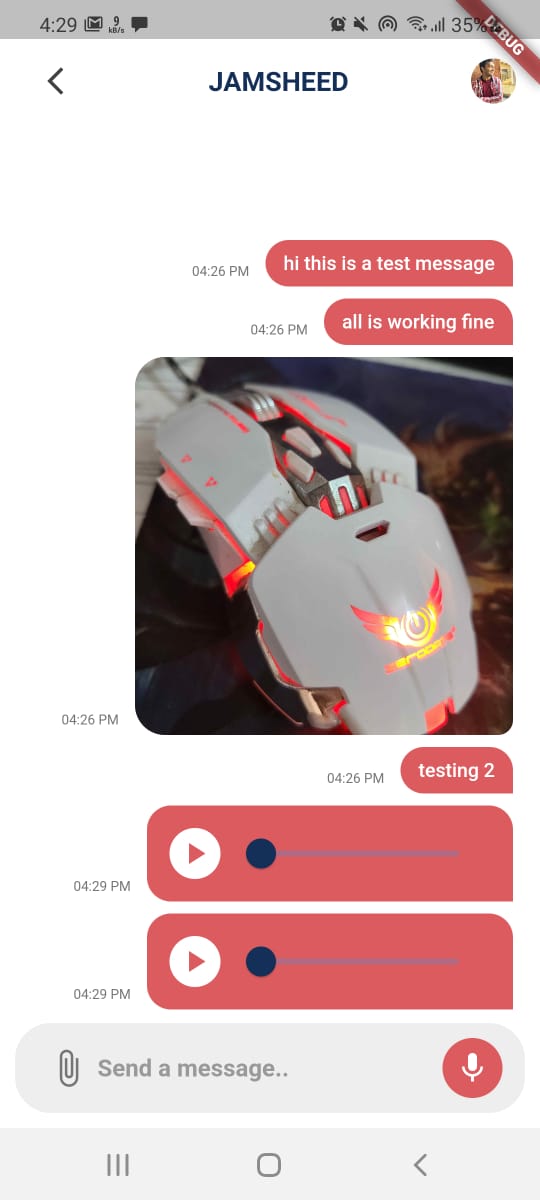 4:29 9 kB/s 35%
DEBUG
JAMSHEED
hi this is a test message
04:26 PM
all is working fine
04:26 PM
04:26 PM
testing 2
04:26 PM
04:29 PM
04:29 PM
Send a message..